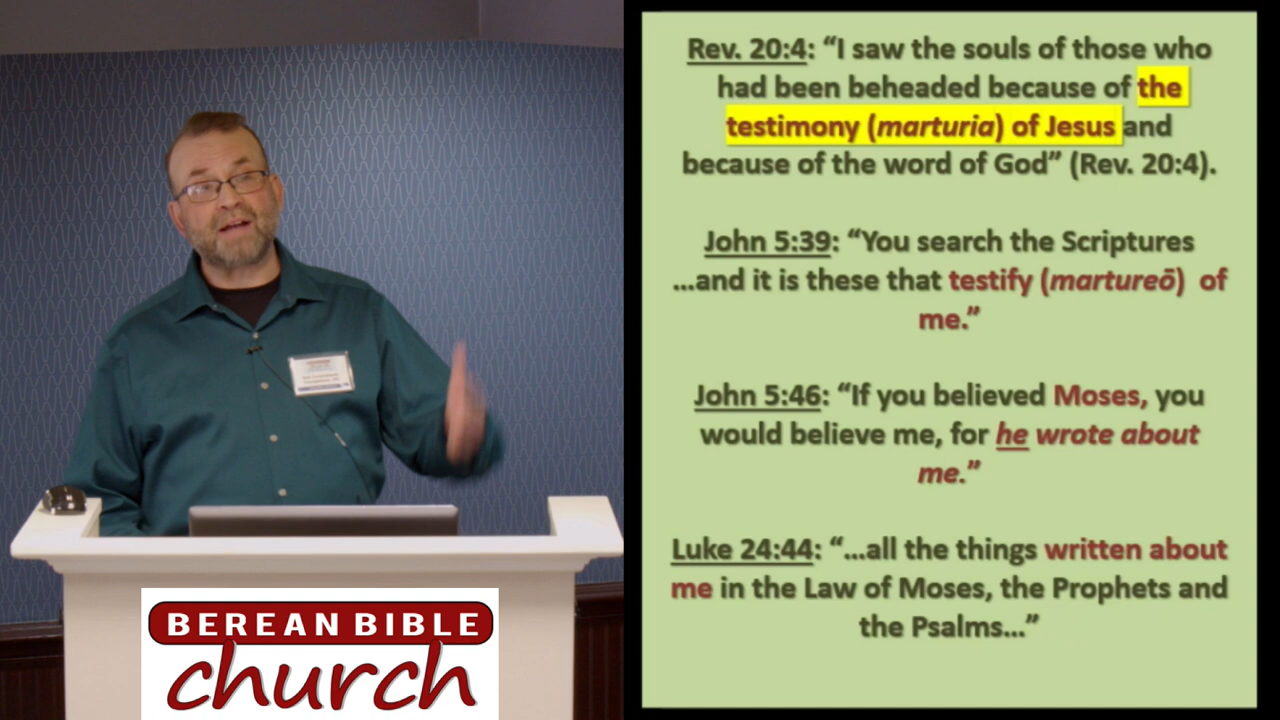 Rev. 20:4: “I saw the souls of those who
had been beheaded because of the
testimony (marturia) of Jesus and
because of the word of God” (Rev. 20:4).
John 5:39: “You search the Scriptures
...and it is these that testify (martureō) of
me.”
John 5:46: “If you believed Moses, you
would believe me, for he wrote about
me.”
Luke 24:44: “...all the things written about
me in the Law of Moses, the Prophets and
the Psalms...”
BEREAN BIBLE
church